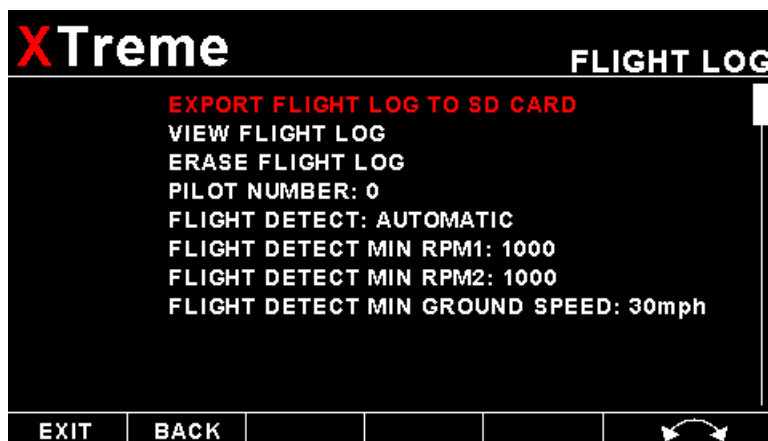 XTreme
FLIGHT LOG
EXPORT FLIGHT LOG TO SD CARD
VIEW FLIGHT LOG
ERASE FLIGHT LOG
PILOT NUMBER: 0
FLIGHT DETECT: AUTOMATIC
FLIGHT DETECT MIN RPM1: 1000
FLIGHT DETECT MIN RPM2: 1000
FLIGHT DETECT MIN GROUND SPEED: 30mph
EXIT BACK